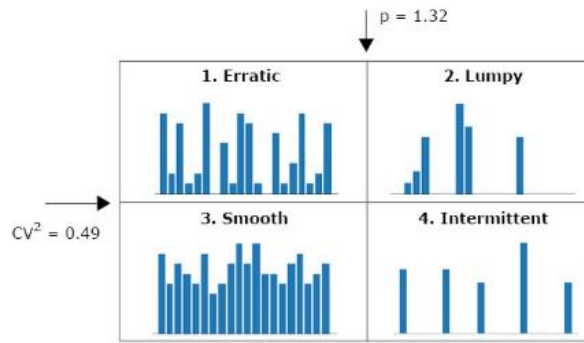 p = 1.32
1. Erratic
2. Lumpy
CV² = 0.49
3. Smooth
4. Intermittent